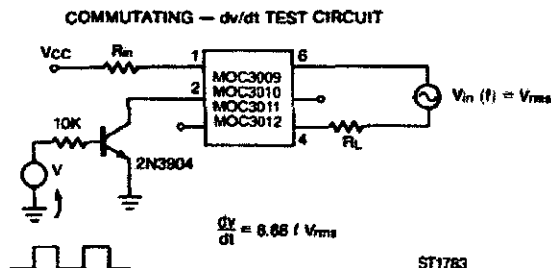 COMMUTATING — dv/dt TEST CIRCUIT
VCC
Rin
1
6
MOC3009
MOC3010
MOC3011
MOC3012
2
4
Vin (f) = Vrms
RL
10K
2N3904
V
dv/dt = 8.88 f Vrms
ST1783